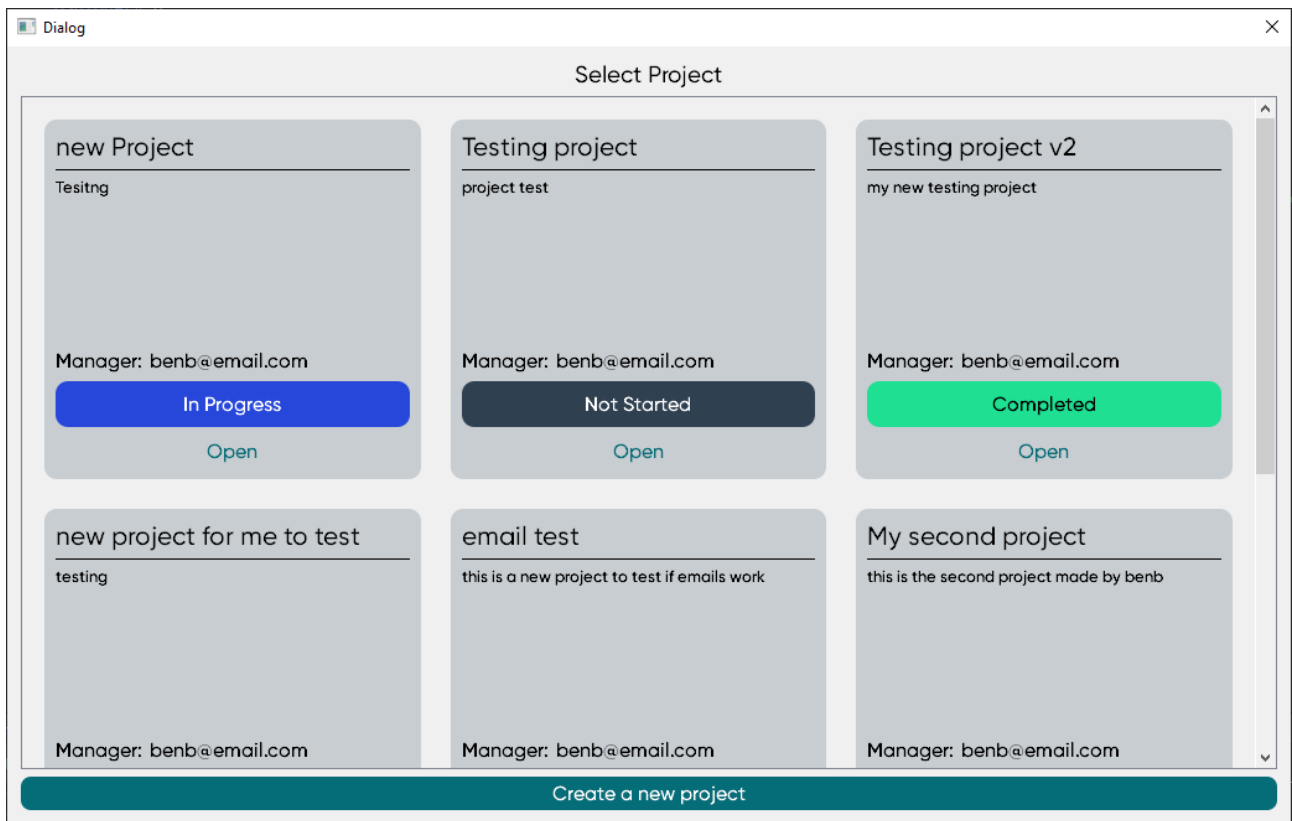 Dialog
Select Project
new Project
Tesitng
Manager: benb@email.com
In Progress
Open
Testing project
project test
Manager: benb@email.com
Not Started
Open
Testing project v2
my new testing project
Manager: benb@email.com
Completed
Open
new project for me to test
testing
Manager: benb@email.com
email test
this is a new project to test if emails work
Manager: benb@email.com
My second project
this is the second project made by benb
Manager: benb@email.com
Create a new project